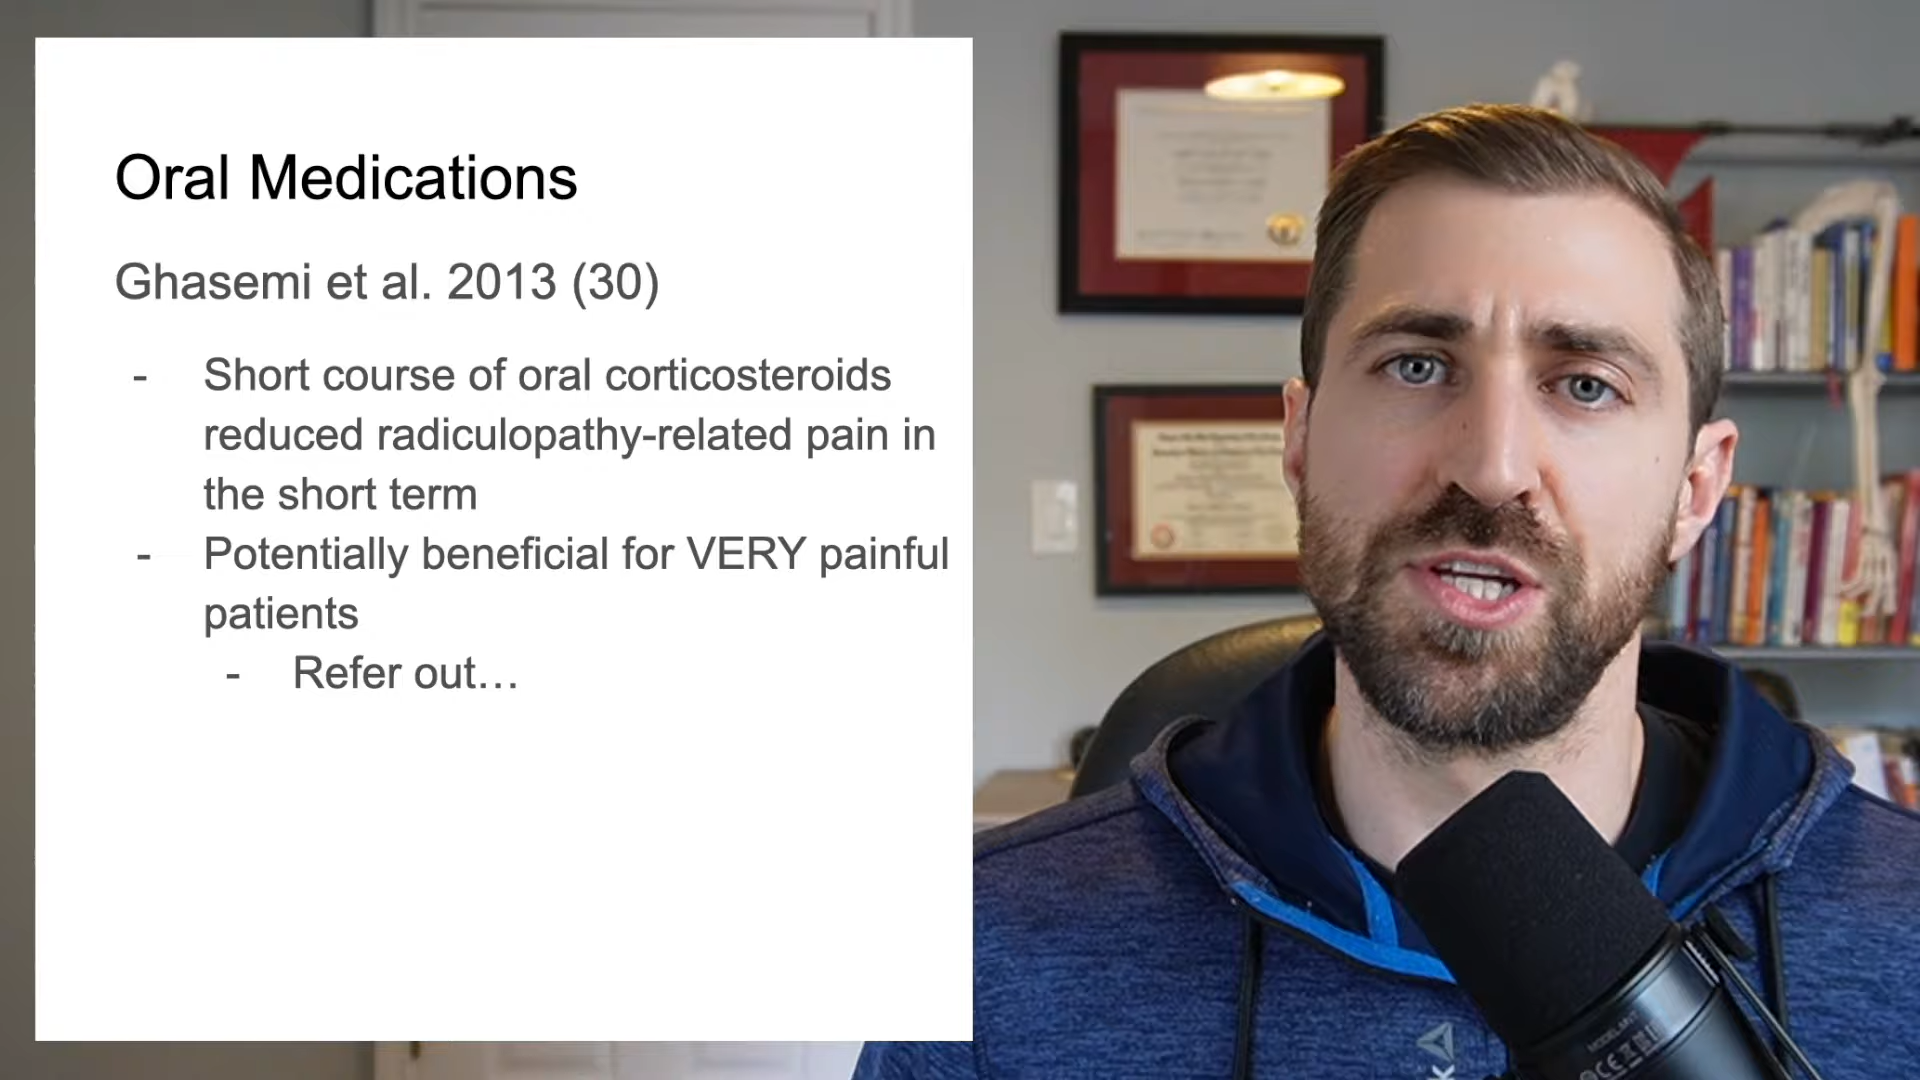 Oral Medications
Ghasemi et al. 2013 (30)
- Short course of oral corticosteroids
reduced radiculopathy-related pain in
the short term
- Potentially beneficial for VERY painful
patients
- Refer out…